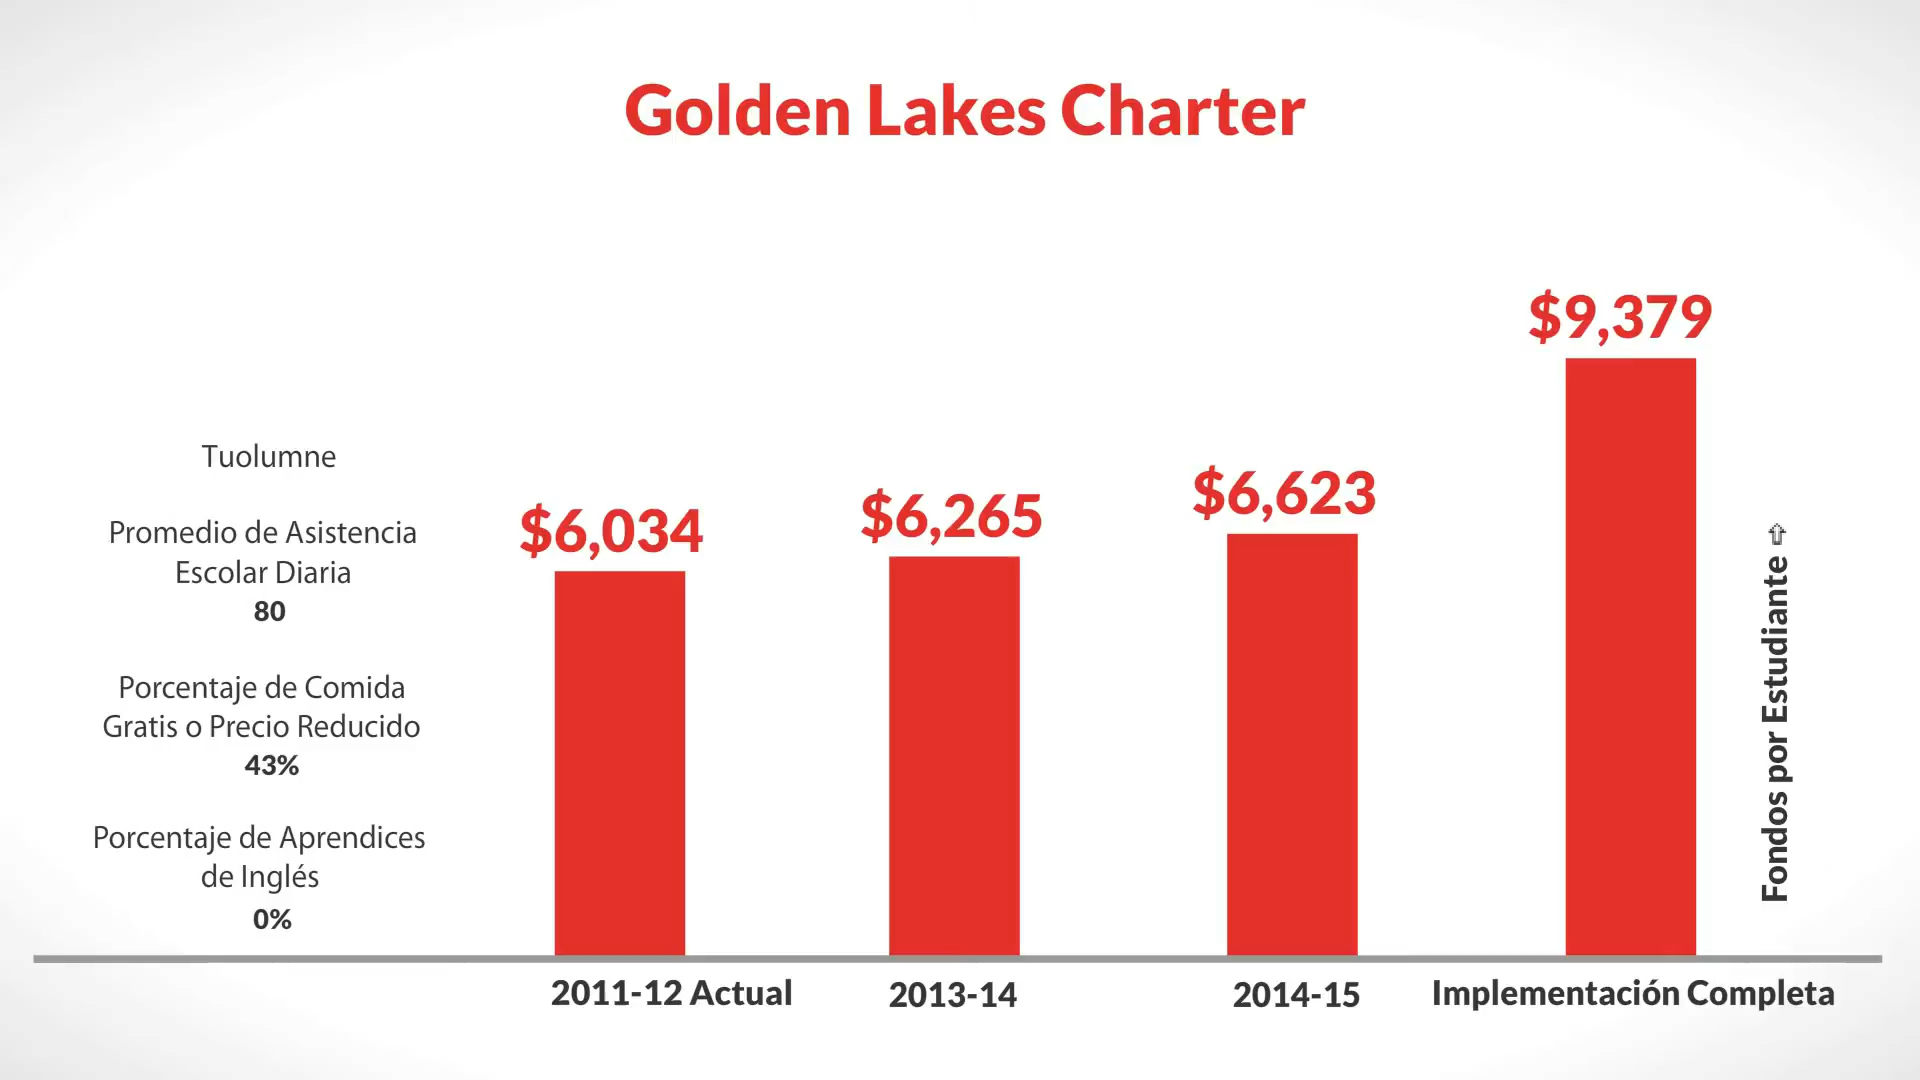 Golden Lakes Charter
Tuolumne
Promedio de Asistencia
Escolar Diaria
80
Porcentaje de Comida
Gratis o Precio Reducido
43%
Porcentaje de Aprendices
de Inglés
0%
$6,034
$6,265
$6,623
$9,379
2011-12 Actual
2013-14
2014-15
Implementación Completa
Fondos por Estudiante ⇧